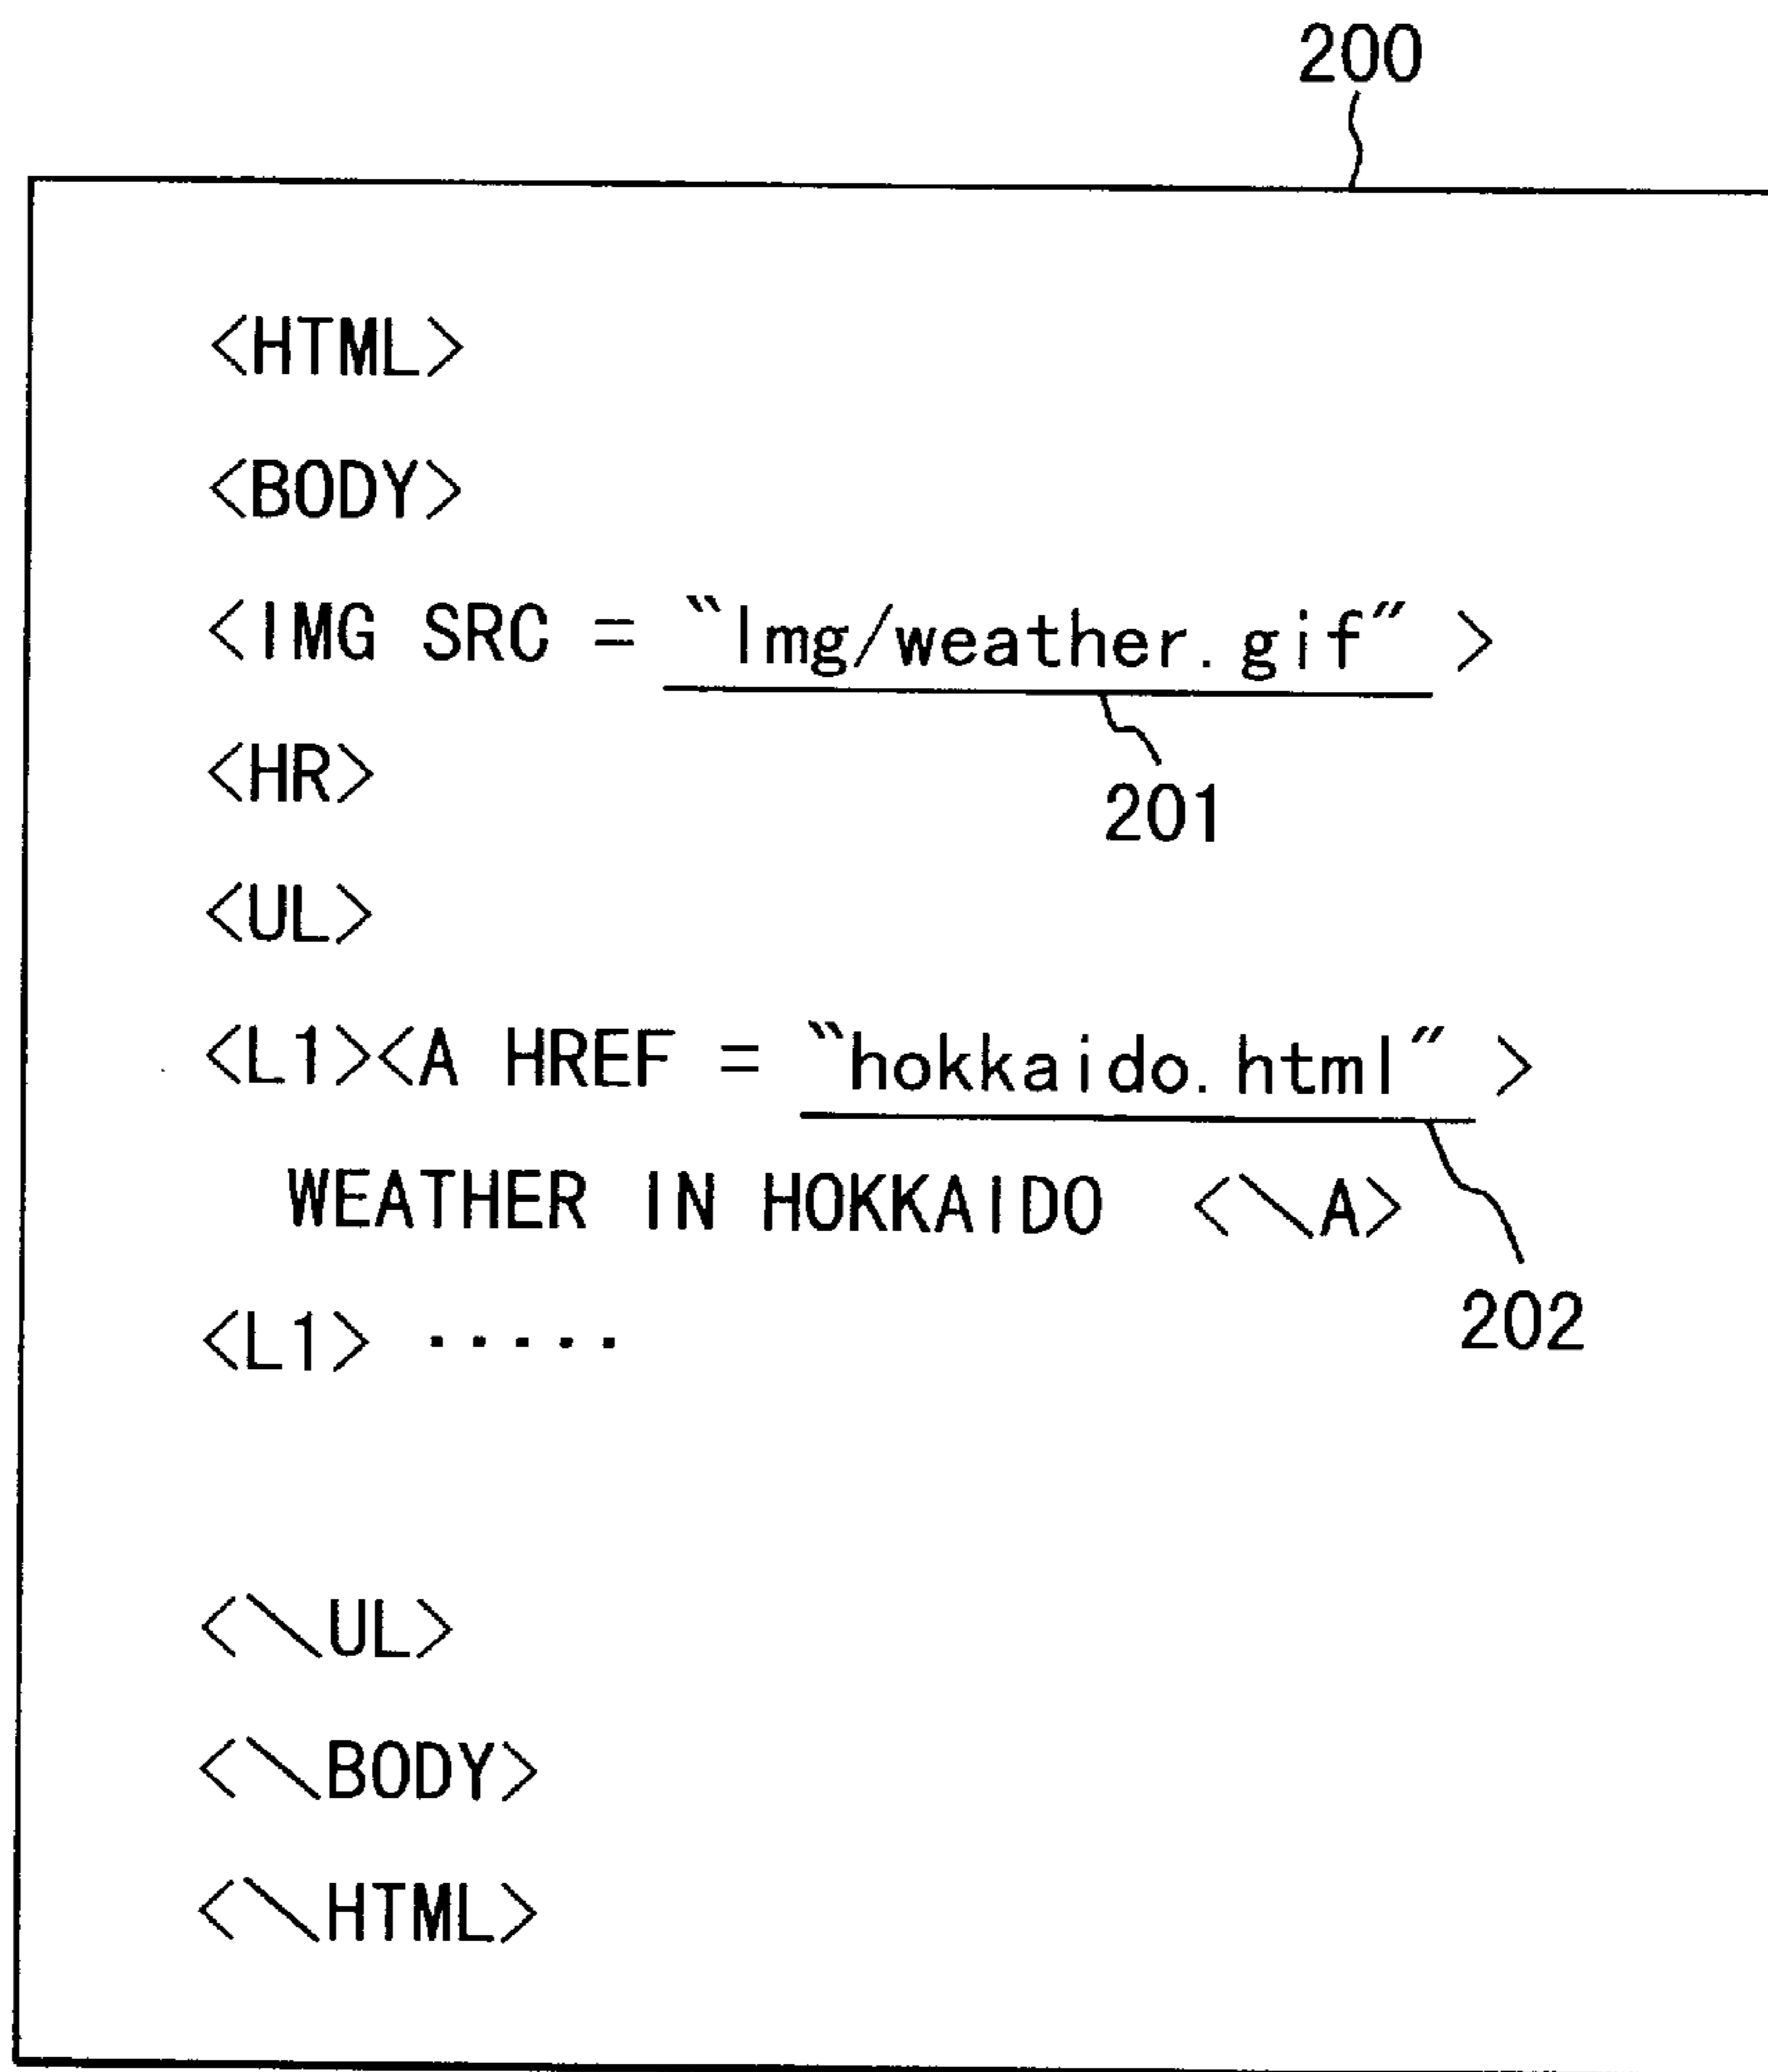 200
<HTML>
<BODY>
<IMG SRC = “Img/weather.gif” >
201
<HR>
<UL>
<L1><A HREF = “hokkaido.html” >
WEATHER IN HOKKAIDO <\A>
202
<L1> ·····
<\UL>
<\BODY>
<\HTML>